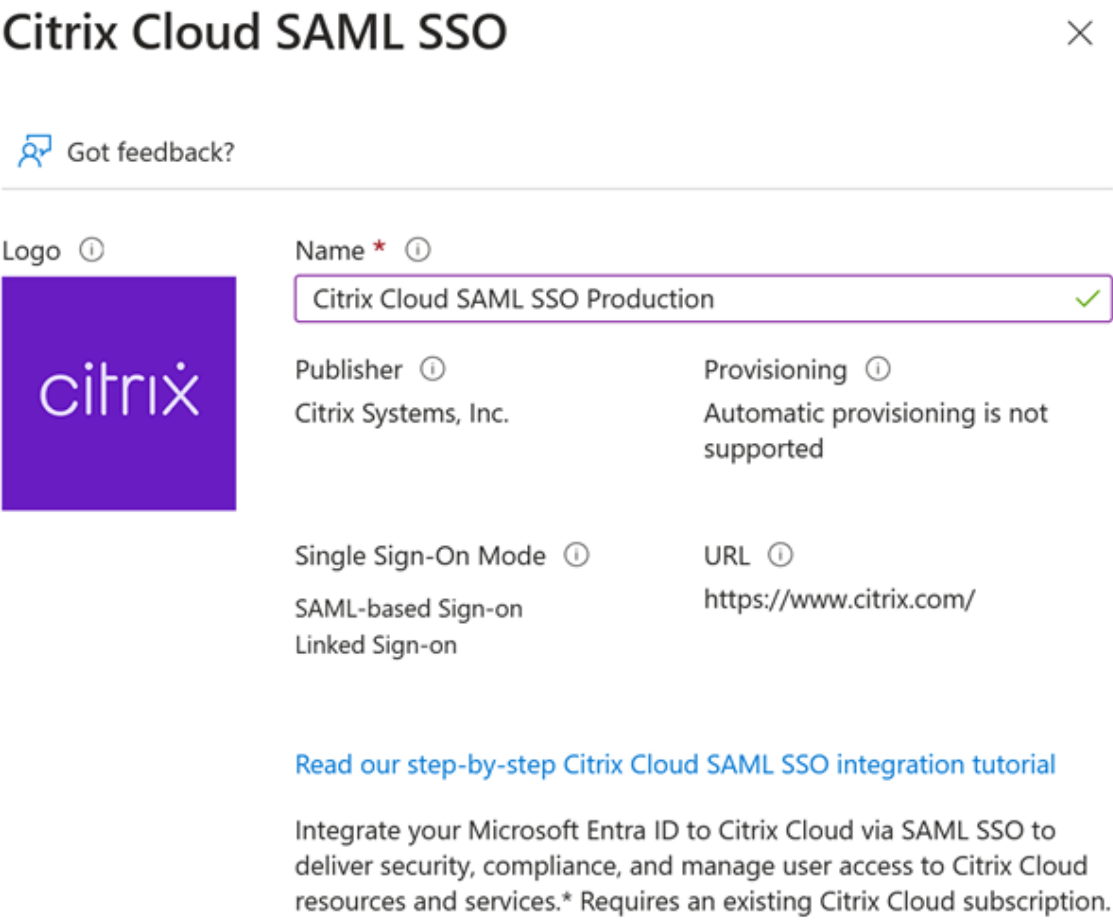 Citrix Cloud SAML SSO
Got feedback?
Logo
citrix
Name *
Citrix Cloud SAML SSO Production
Publisher
Citrix Systems, Inc.
Provisioning
Automatic provisioning is not
supported
Single Sign-On Mode
SAML-based Sign-on
Linked Sign-on
URL
https://www.citrix.com/
Read our step-by-step Citrix Cloud SAML SSO integration tutorial
Integrate your Microsoft Entra ID to Citrix Cloud via SAML SSO to
deliver security, compliance, and manage user access to Citrix Cloud
resources and services.* Requires an existing Citrix Cloud subscription.